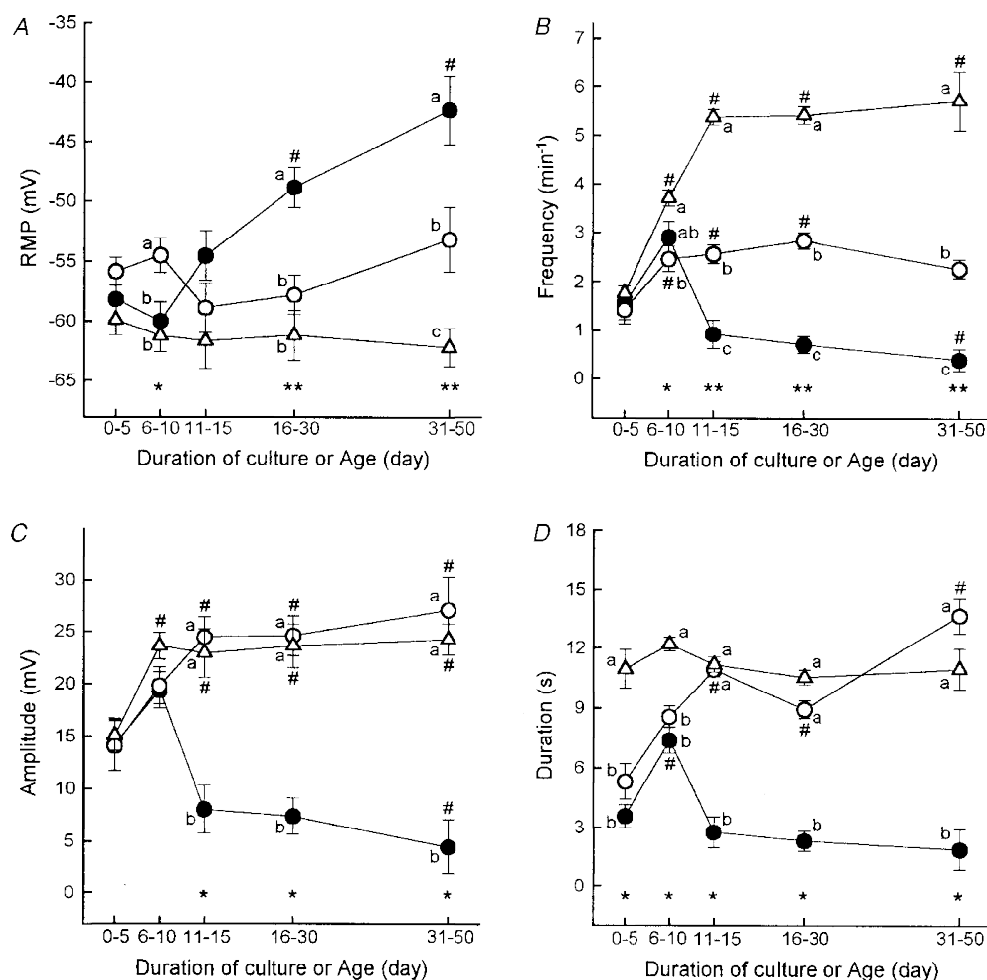 A
-35
-40
-45
-50
-55
-60
-65
RMP (mV)
a
b
b
a
#
b
b
a
#
b
c
*
**
**
0-5 6-10 11-15 16-30 31-50
Duration of culture or Age (day)
B
7
6
5
4
3
2
1
0
Frequency (min-1)
#
a
ab
#b
#
a
#
b
c
#
a
#
b
c
#
a
b
#
c
*
**
**
**
0-5 6-10 11-15 16-30 31-50
Duration of culture or Age (day)
C
30
25
20
15
10
5
0
Amplitude (mV)
#
#
a
a
#
b
#
a
a
#
b
#
a
a
#
#
b
*
*
*
0-5 6-10 11-15 16-30 31-50
Duration of culture or Age (day)
D
18
15
12
9
6
3
0
Duration (s)
a
b
b
a
b
b
#
a
#
a
b
a
a
#
b
#
a
a
b
*
*
*
*
*
0-5 6-10 11-15 16-30 31-50
Duration of culture or Age (day)